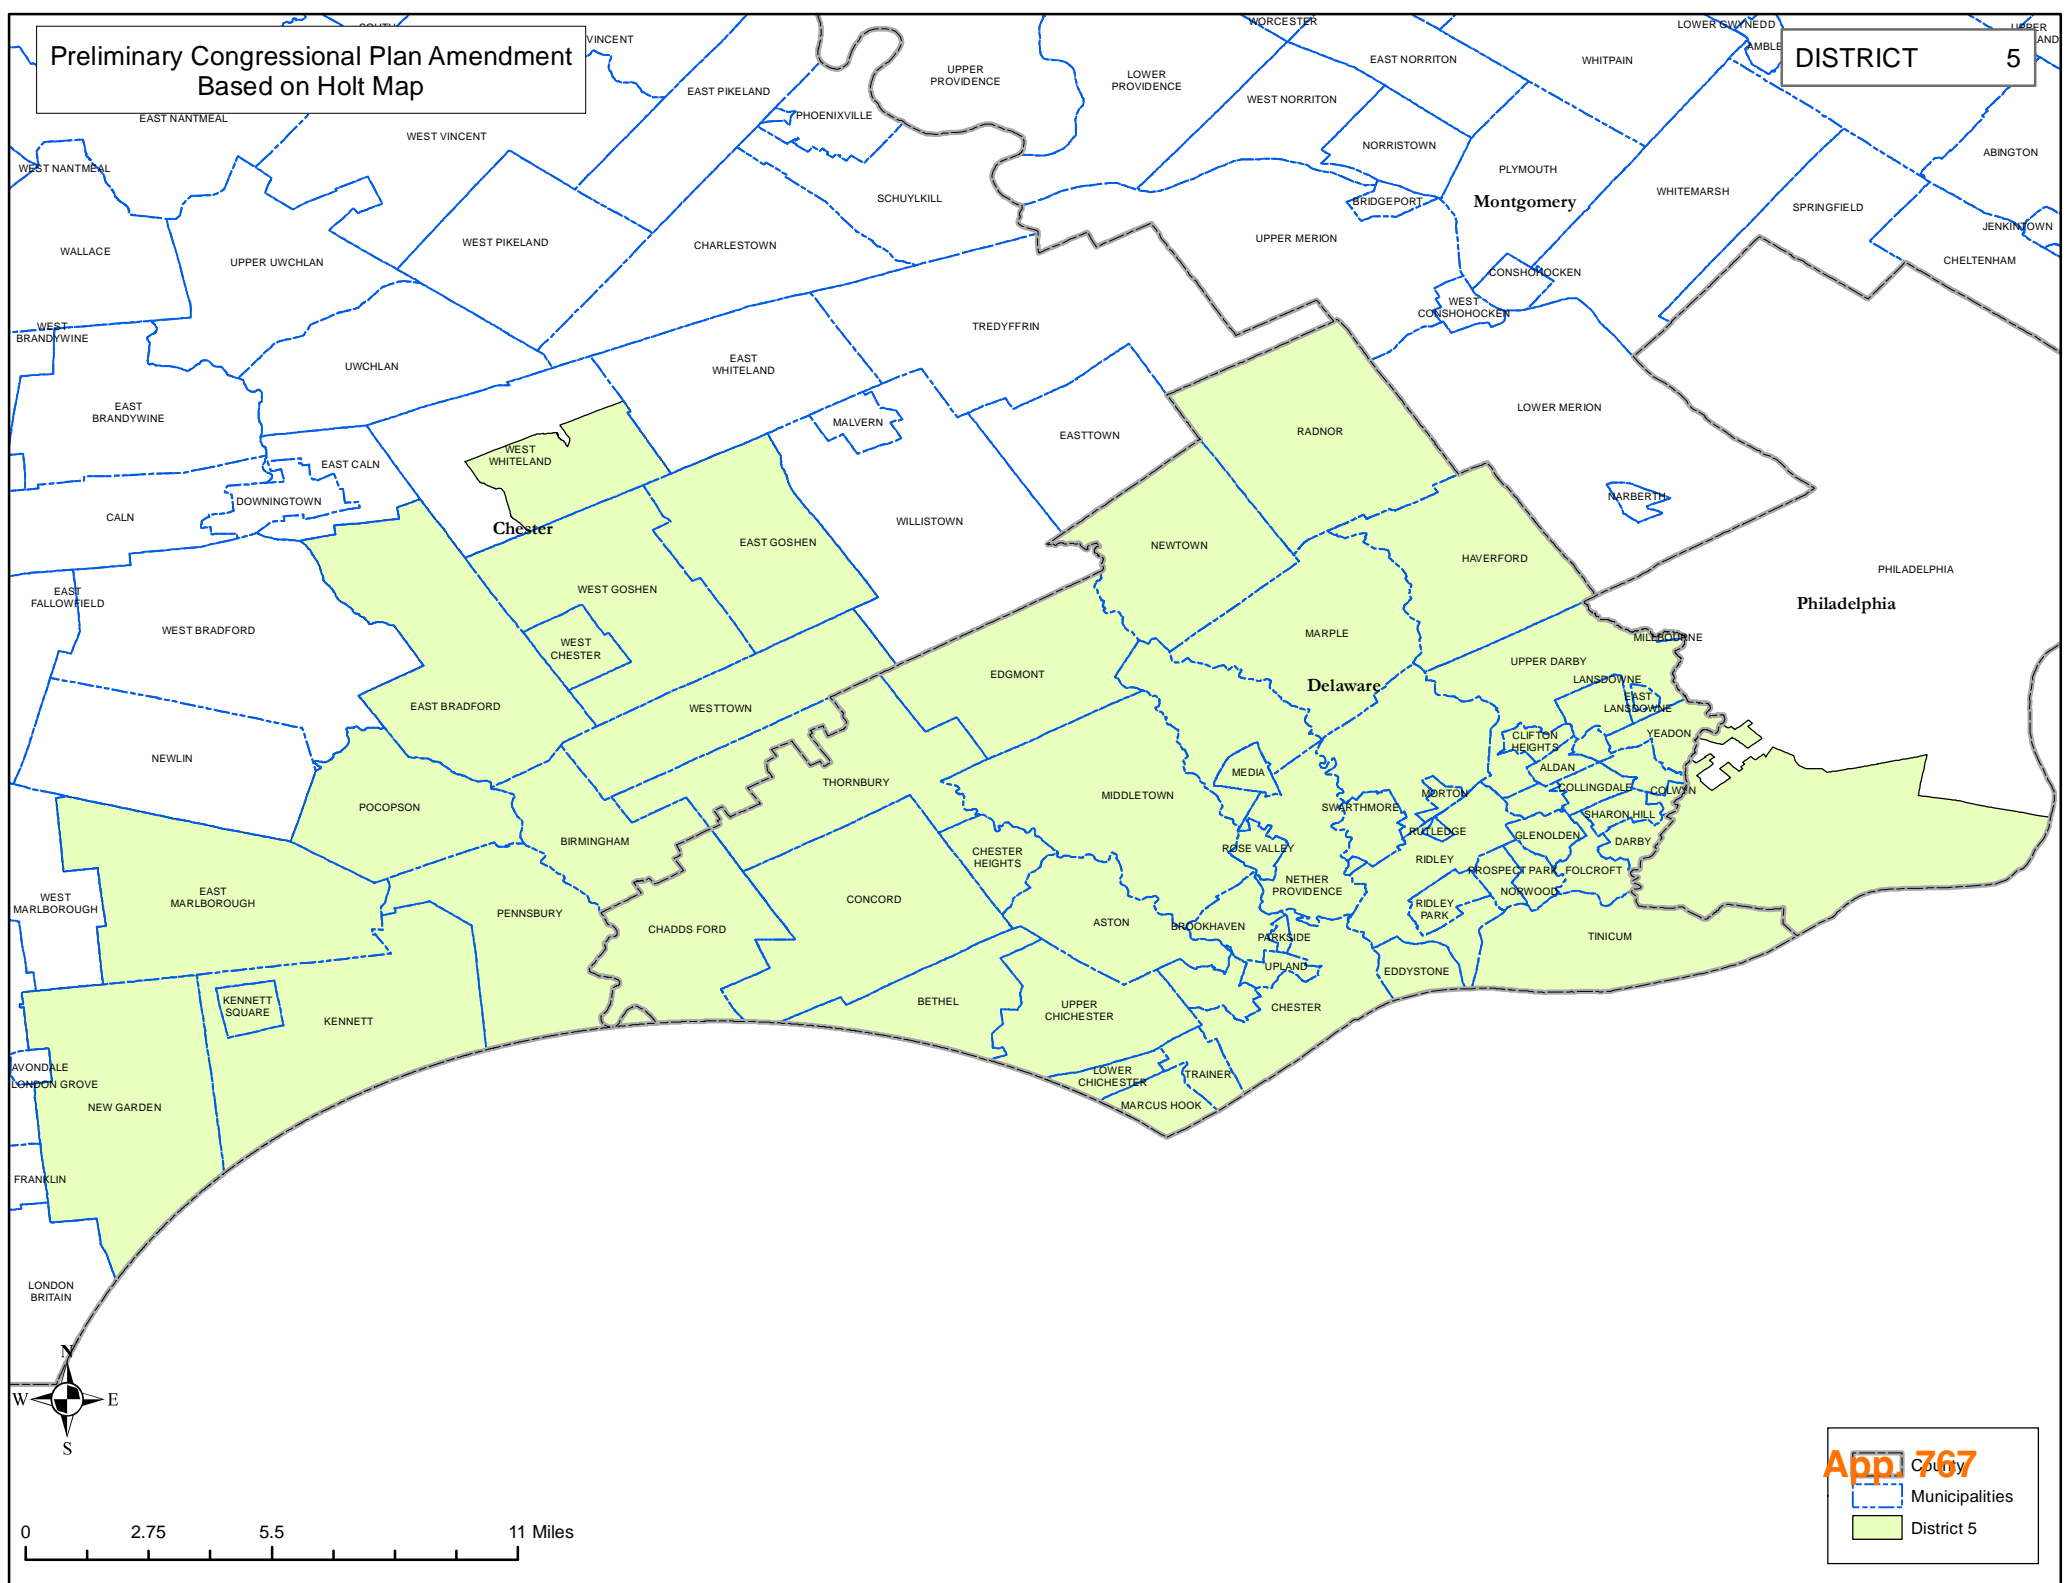 Preliminary Congressional Plan Amendment
Based on Holt Map
DISTRICT 5
SOUTH
VINCENT
WORCESTER
LOWER GWYNEDD
UPPER
AND
AMBLE
EAST NORRITON
WHITPAIN
UPPER
PROVIDENCE
LOWER
PROVIDENCE
EAST PIKELAND
WEST NORRITON
PHOENIXVILLE
EAST NANTMEAL
WEST VINCENT
NORRISTOWN
ABINGTON
WEST NANTMEAL
PLYMOUTH
WHITEMARSH
SCHUYLKILL
BRIDGEPORT
Montgomery
SPRINGFIELD
JENKINTOWN
WALLACE
UPPER UWCHLAN
WEST PIKELAND
CHARLESTOWN
UPPER MERION
CHELTENHAM
CONSHOHOCKEN
WEST
CONSHOHOCKEN
WEST
BRANDYWINE
TREDYFFRIN
UWCHLAN
EAST
WHITELAND
EAST
BRANDYWINE
LOWER MERION
MALVERN
EASTTOWN
RADNOR
WEST
WHITELAND
EAST CALN
DOWNINGTOWN
NARBERTH
CALN
Chester
WILLISTOWN
EAST GOSHEN
NEWTOWN
HAVERFORD
PHILADELPHIA
EAST
FALLOWFIELD
WEST GOSHEN
Philadelphia
WEST BRADFORD
WEST
CHESTER
MARPLE
MILLBOURNE
EDGMONT
UPPER DARBY
Delaware
LANSDOWNE
EAST
LANSDOWNE
EAST BRADFORD
WESTTOWN
YEADON
CLIFTON
HEIGHTS
NEWLIN
MEDIA
ALDAN
THORNBURY
MIDDLETOWN
COLLINGDALE
COLWYN
MORTON
SWARTHMORE
POCOPSON
SHARON HILL
RUTLEDGE
GLENOLDEN
BIRMINGHAM
DARBY
CHESTER
HEIGHTS
ROSE VALLEY
RIDLEY
PROSPECT PARK
FOLCROFT
NETHER
PROVIDENCE
NORWOOD
EAST
MARLBOROUGH
WEST
MARLBOROUGH
CONCORD
RIDLEY
PARK
PENNSBURY
CHADDS FORD
ASTON
BROOKHAVEN
PARKSIDE
TINICUM
UPLAND
EDDYSTONE
KENNETT
SQUARE
BETHEL
UPPER
CHICHESTER
CHESTER
KENNETT
AVONDALE
LONDON GROVE
LOWER
CHICHESTER
TRAINER
NEW GARDEN
MARCUS HOOK
FRANKLIN
LONDON
BRITAIN
N
W E
S
App. 767
County
Municipalities
District 5
0 2.75 5.5 11 Miles